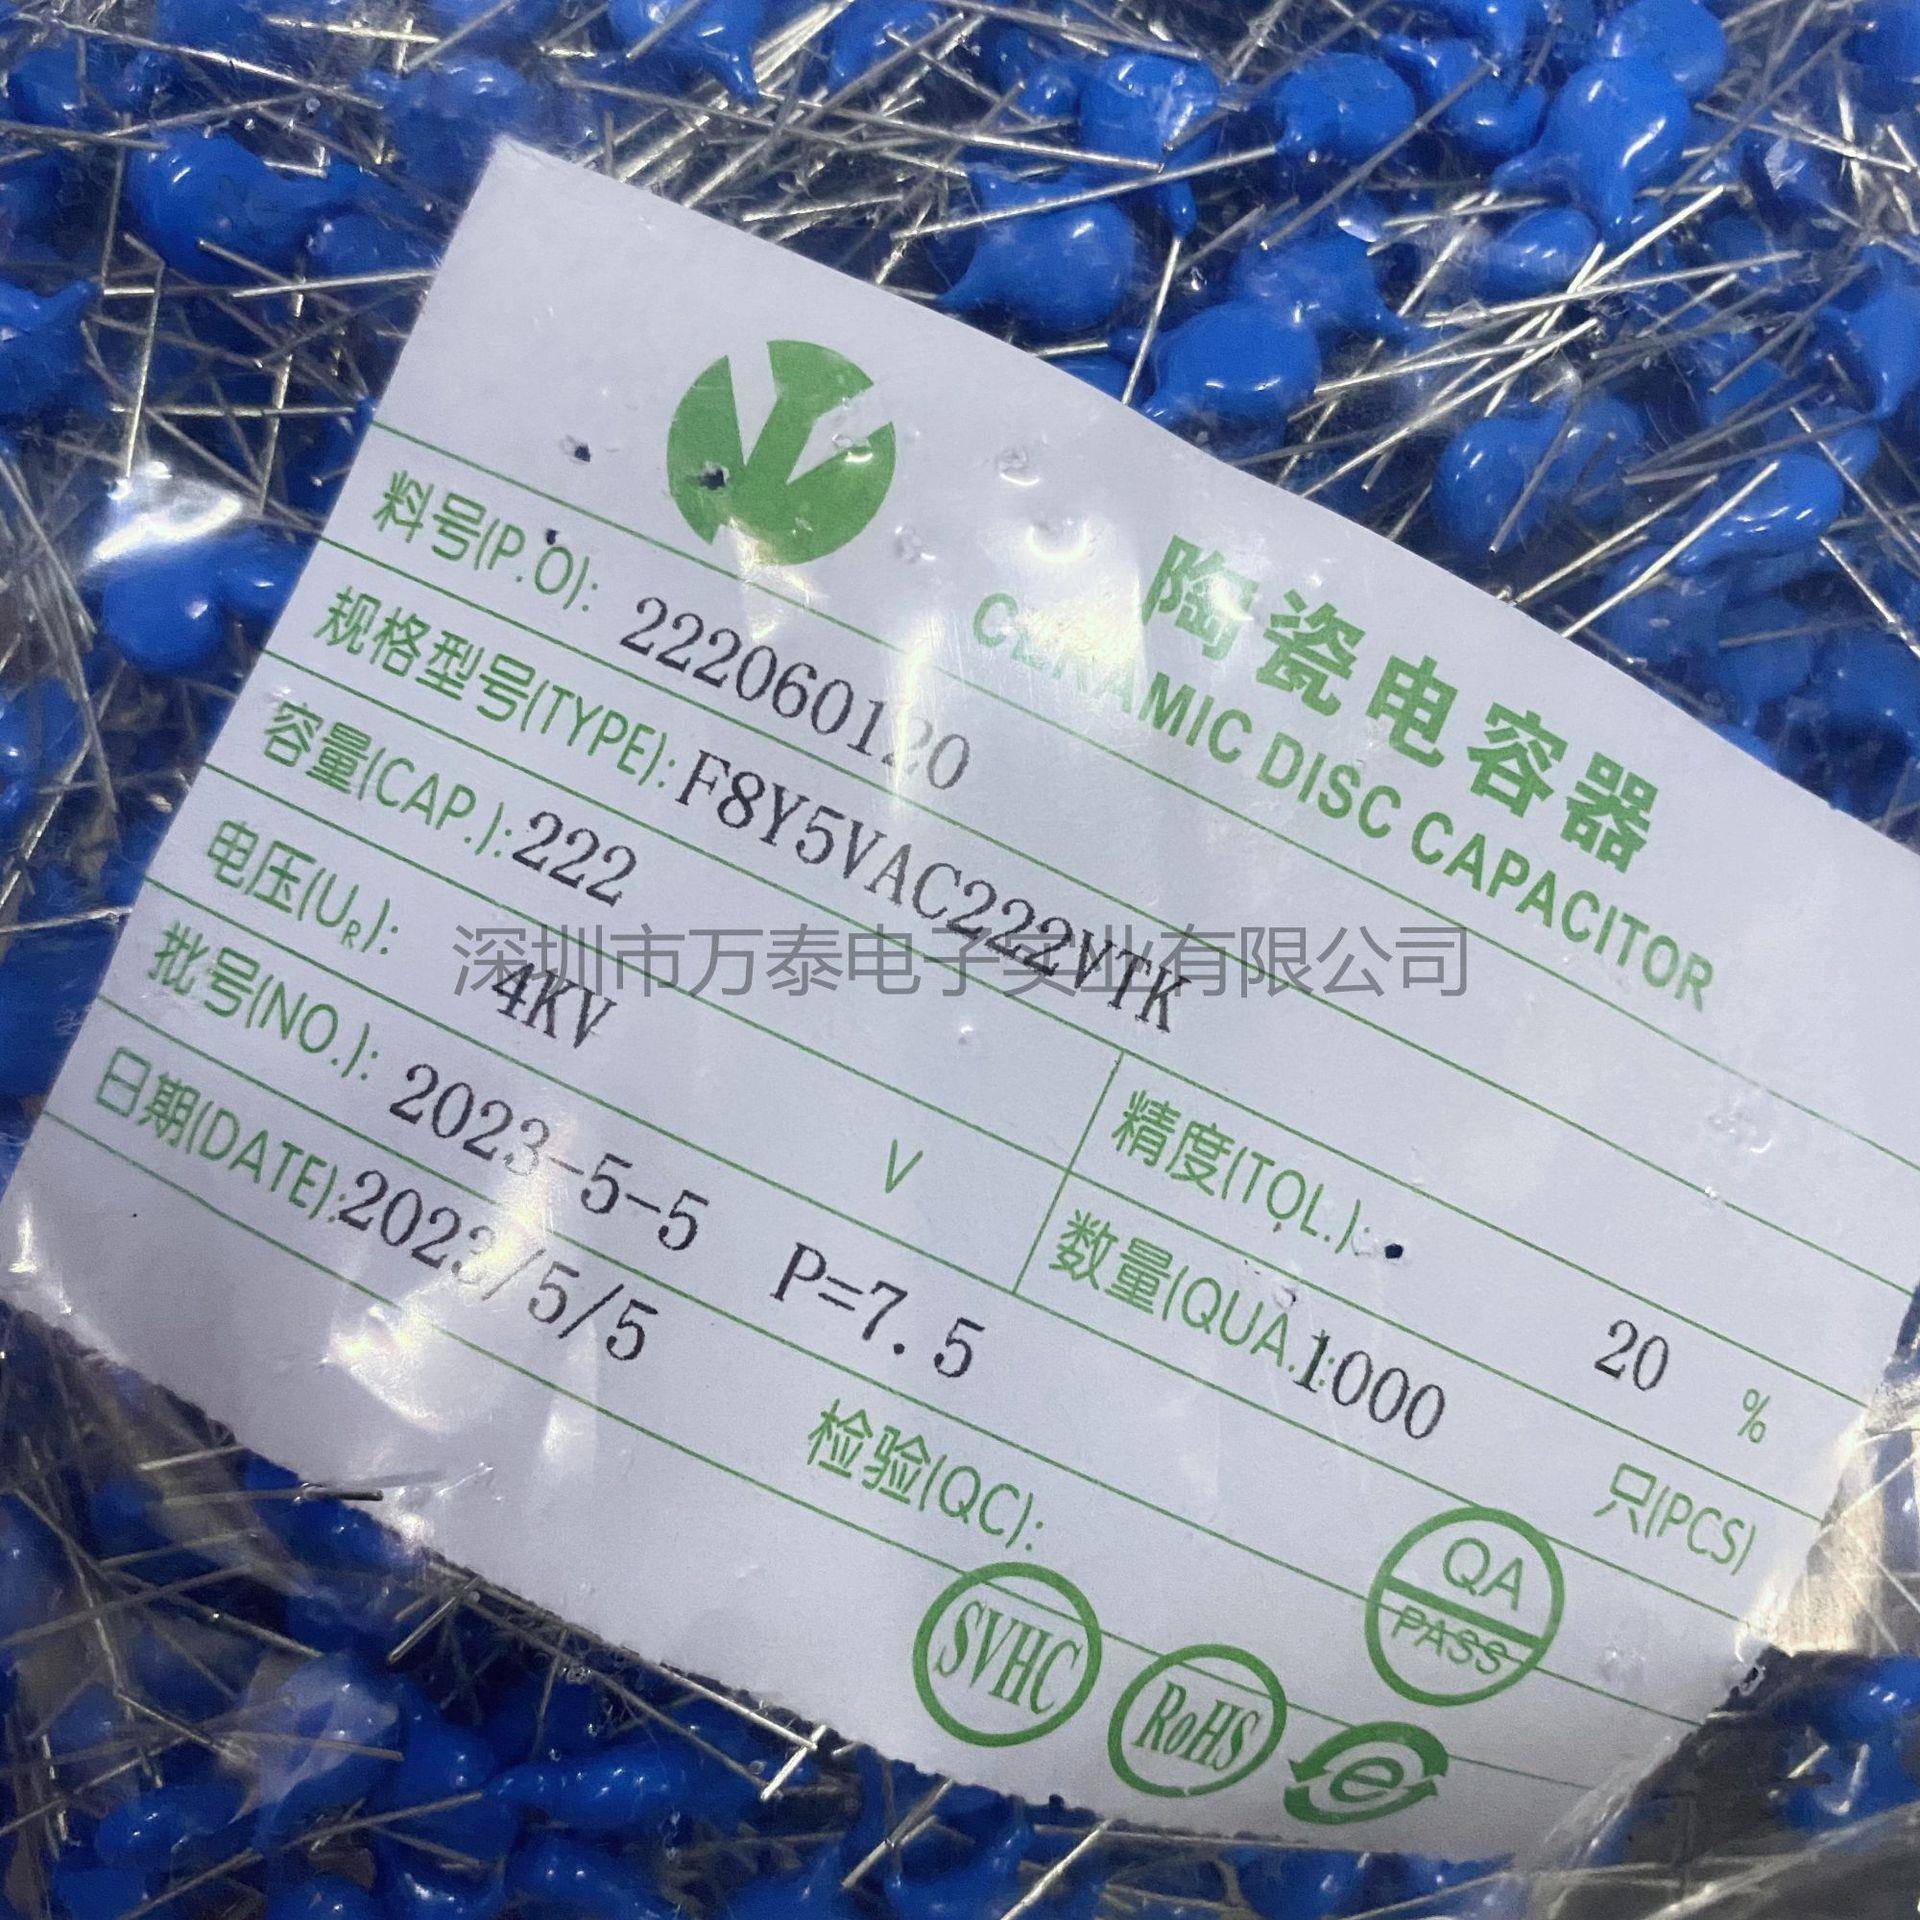 陶瓷电容器
CERAMIC DISC CAPACITOR
料号(P.O): 222060120
规格型号(TYPE): F8Y5VAC222VTK
容量(CAP.): 222
精度(TOL.): 20 %
电压(UR): 4KV V
数量(QUA.): 1000 只(PCS)
批号(NO.): 2023-5-5 P=7.5
日期(DATE): 2023/5/5
检验(QC):
QA
PASS
SVHC
RoHS
e
深圳市万泰电子实业有限公司